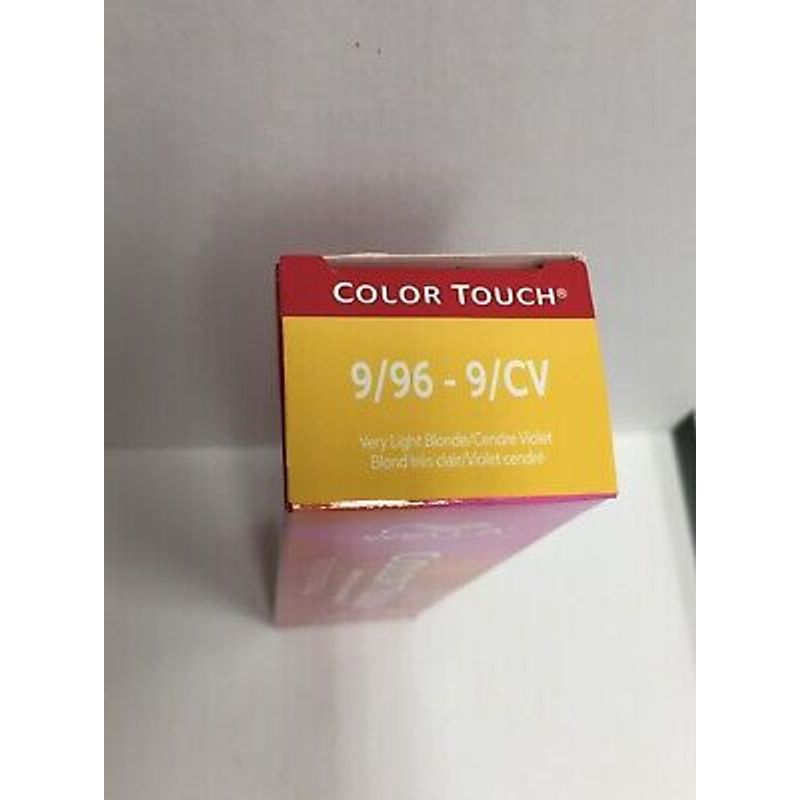 COLOR TOUCH®
9/96 - 9/CV
Very Light Blonde/Cendre Violet
Blond très clair/Violet cendré